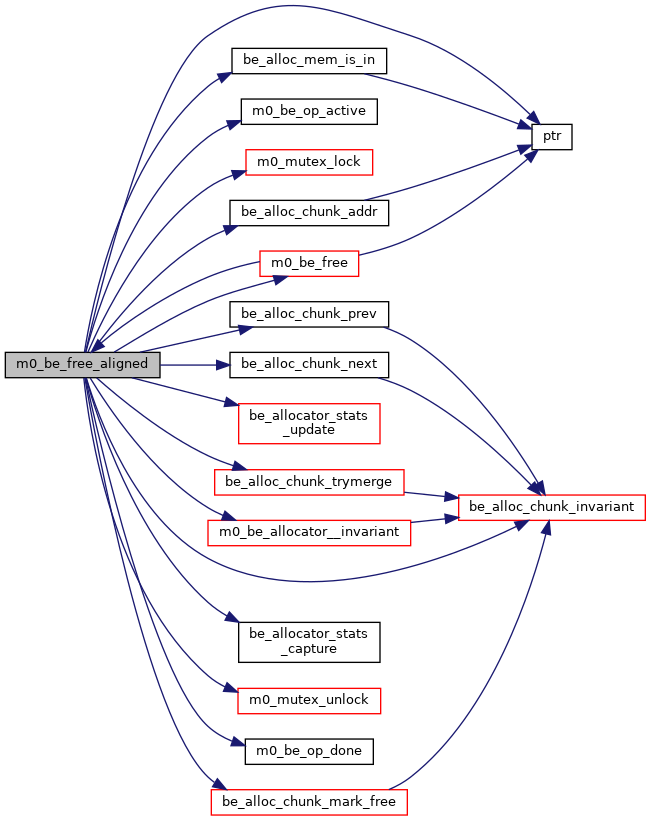 be_alloc_mem_is_in
m0_be_op_active
ptr
m0_mutex_lock
be_alloc_chunk_addr
m0_be_free
be_alloc_chunk_prev
m0_be_free_aligned
be_alloc_chunk_next
be_allocator_stats
_update
be_alloc_chunk_trymerge
be_alloc_chunk_invariant
m0_be_allocator__invariant
be_allocator_stats
_capture
m0_mutex_unlock
m0_be_op_done
be_alloc_chunk_mark_free